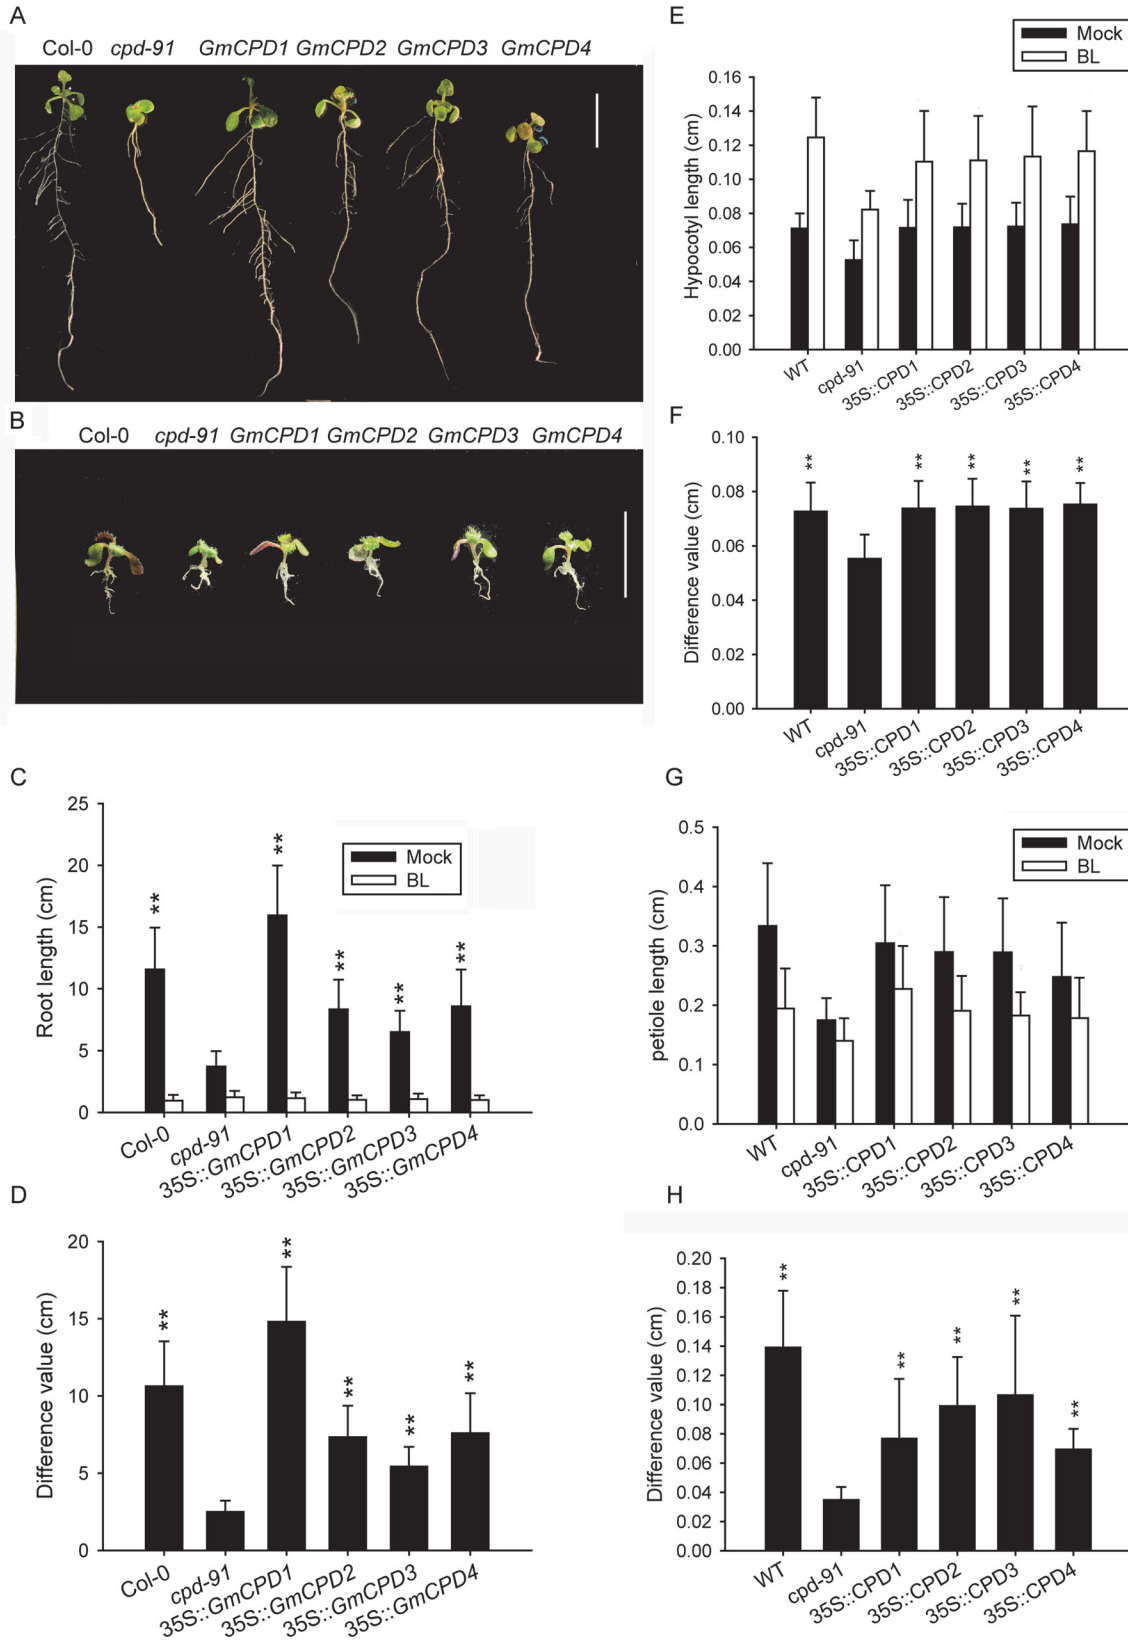 A
Col-0 cpd-91 GmCPD1 GmCPD2 GmCPD3 GmCPD4
B
Col-0 cpd-91 GmCPD1 GmCPD2 GmCPD3 GmCPD4
C
25
20
15
10
5
0
Root length (cm)
Mock
BL
**
**
**
**
**
Col-0
cpd-91
35S::GmCPD1
35S::GmCPD2
35S::GmCPD3
35S::GmCPD4
D
20
15
10
5
0
Difference value (cm)
**
**
**
**
**
Col-0
cpd-91
35S::GmCPD1
35S::GmCPD2
35S::GmCPD3
35S::GmCPD4
E
Mock
BL
0.16
0.14
0.12
0.10
0.08
0.06
0.04
0.02
0.00
Hypocotyl length (cm)
WT
cpd-91
35S::CPD1
35S::CPD2
35S::CPD3
35S::CPD4
F
0.10
0.08
0.06
0.04
0.02
0.00
Difference value (cm)
**
**
**
**
**
WT
cpd-91
35S::CPD1
35S::CPD2
35S::CPD3
35S::CPD4
G
Mock
BL
0.5
0.4
0.3
0.2
0.1
0.0
petiole length (cm)
WT
cpd-91
35S::CPD1
35S::CPD2
35S::CPD3
35S::CPD4
H
0.20
0.18
0.16
0.14
0.12
0.10
0.08
0.06
0.04
0.02
0.00
Difference value (cm)
**
**
**
**
**
WT
cpd-91
35S::CPD1
35S::CPD2
35S::CPD3
35S::CPD4